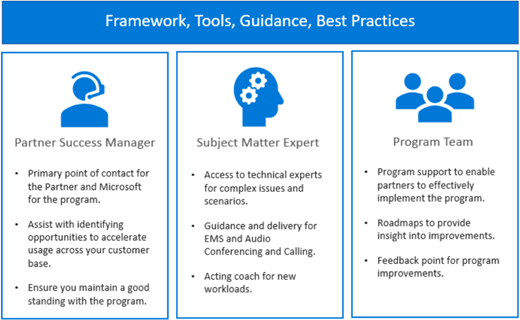 Framework, Tools, Guidance, Best Practices
Partner Success Manager
• Primary point of contact for
the Partner and Microsoft
for the program.
• Assist with identifying
opportunities to accelerate
usage across your customer
base.
• Ensure you maintain a good
standing with the program.
Subject Matter Expert
• Access to technical experts
for complex issues and
scenarios.
• Guidance and delivery for
EMS and Audio
Conferencing and Calling.
• Acting coach for new
workloads.
Program Team
• Program support to enable
partners to effectively
implement the program.
• Roadmaps to provide
insight into improvements.
• Feedback point for program
improvements.